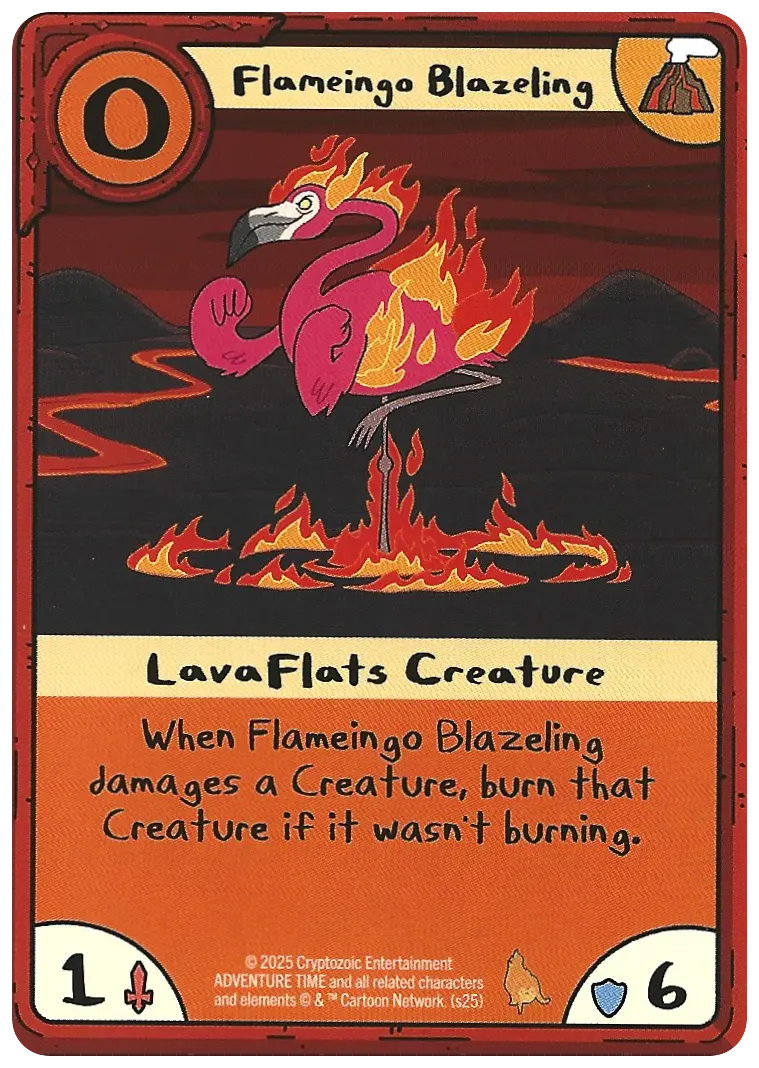 0
Flameingo Blazeling
LavaFlats Creature
When Flameingo Blazeling
damages a Creature, burn that
Creature if it wasn't burning.
© 2025 Cryptozoic Entertainment
ADVENTURE TIME and all related characters
and elements © & ™ Cartoon Network. (s25)
1
6